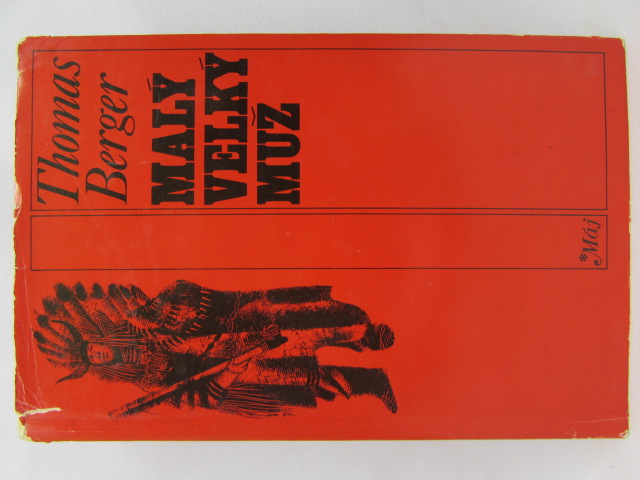 Thomas
Berger
MALÝ
VELKÝ
MUŽ
*Máj